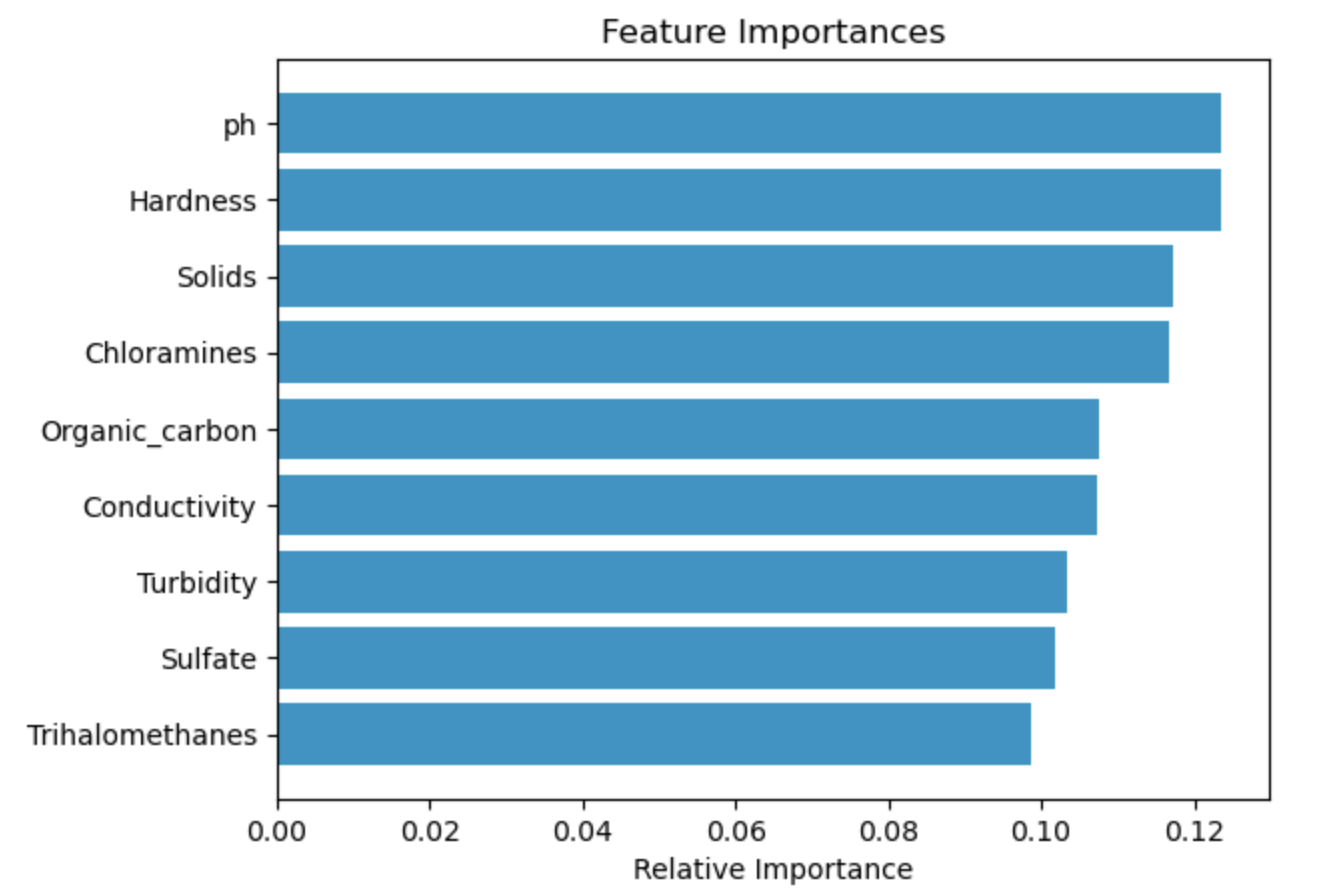 Feature Importances
ph
Hardness
Solids
Chloramines
Organic_carbon
Conductivity
Turbidity
Sulfate
Trihalomethanes
0.00 0.02 0.04 0.06 0.08 0.10 0.12
Relative Importance